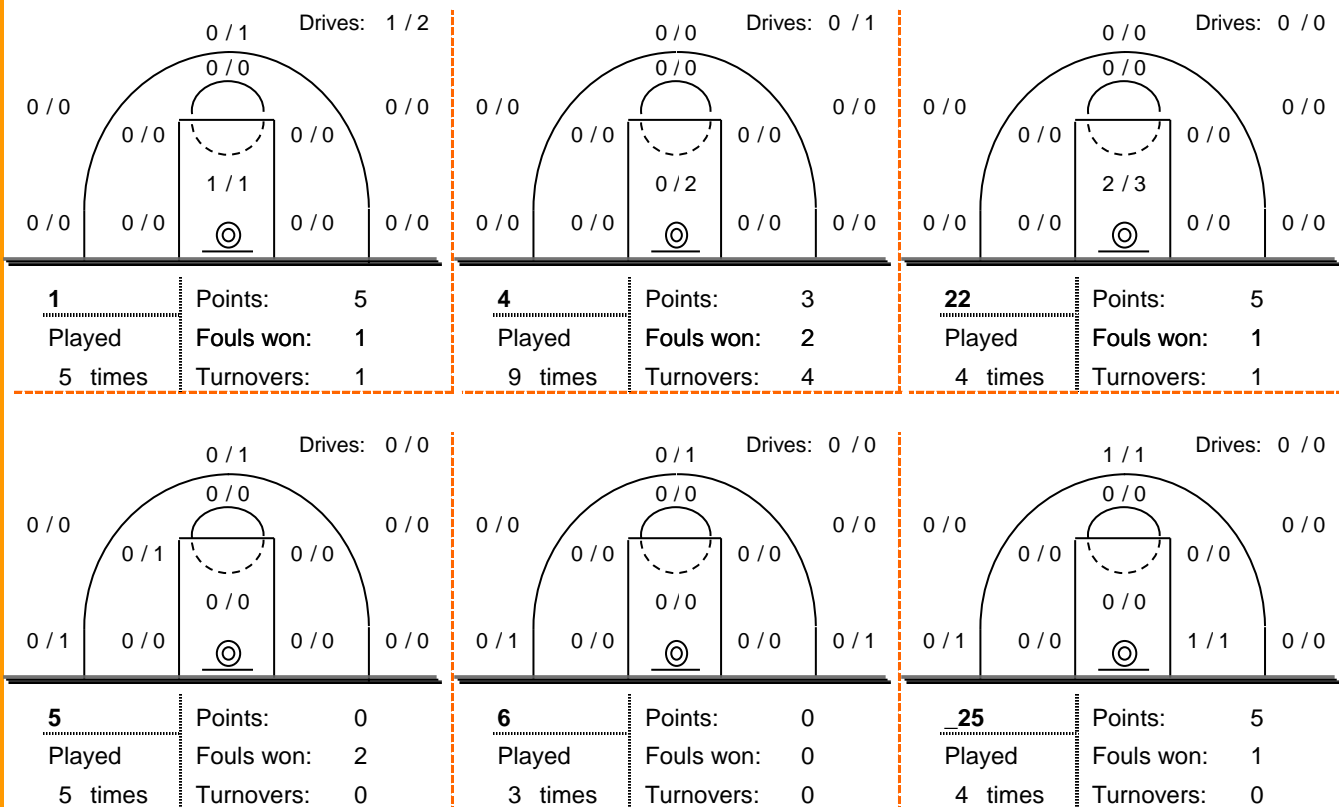 0 / 1 Drives: 1 / 2
0 / 0
0 / 0 0 / 0
0 / 0 0 / 0
1 / 1
0 / 0 0 / 0 0 / 0 0 / 0
1 Points: 5
Played Fouls won: 1
5 times Turnovers: 1
0 / 0 Drives: 0 / 1
0 / 0
0 / 0 0 / 0
0 / 0 0 / 0
0 / 2
0 / 0 0 / 0 0 / 0 0 / 0
4 Points: 3
Played Fouls won: 2
9 times Turnovers: 4
0 / 0 Drives: 0 / 0
0 / 0
0 / 0 0 / 0
0 / 0 0 / 0
2 / 3
0 / 0 0 / 0 0 / 0 0 / 0
22 Points: 5
Played Fouls won: 1
4 times Turnovers: 1
0 / 1 Drives: 0 / 0
0 / 0
0 / 0 0 / 0
0 / 1 0 / 0
0 / 0
0 / 1 0 / 0 0 / 0 0 / 0
5 Points: 0
Played Fouls won: 2
5 times Turnovers: 0
0 / 1 Drives: 0 / 0
0 / 0
0 / 0 0 / 0
0 / 0 0 / 0
0 / 0
0 / 1 0 / 0 0 / 0 0 / 1
6 Points: 0
Played Fouls won: 0
3 times Turnovers: 0
1 / 1 Drives: 0 / 0
0 / 0
0 / 0 0 / 0
0 / 0 0 / 0
0 / 0
0 / 1 0 / 0 1 / 1 0 / 0
_25 Points: 5
Played Fouls won: 1
4 times Turnovers: 0